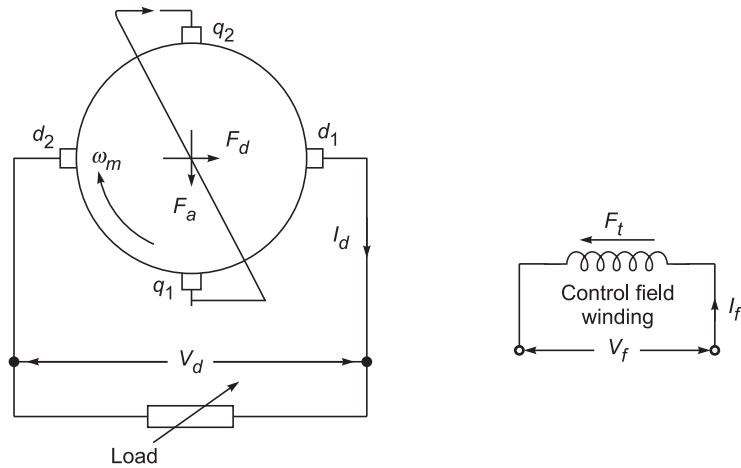 q2
d2
d1
ωm
Fd
Fa
Id
q1
Vd
Load
Ft
Control field
winding
If
Vf